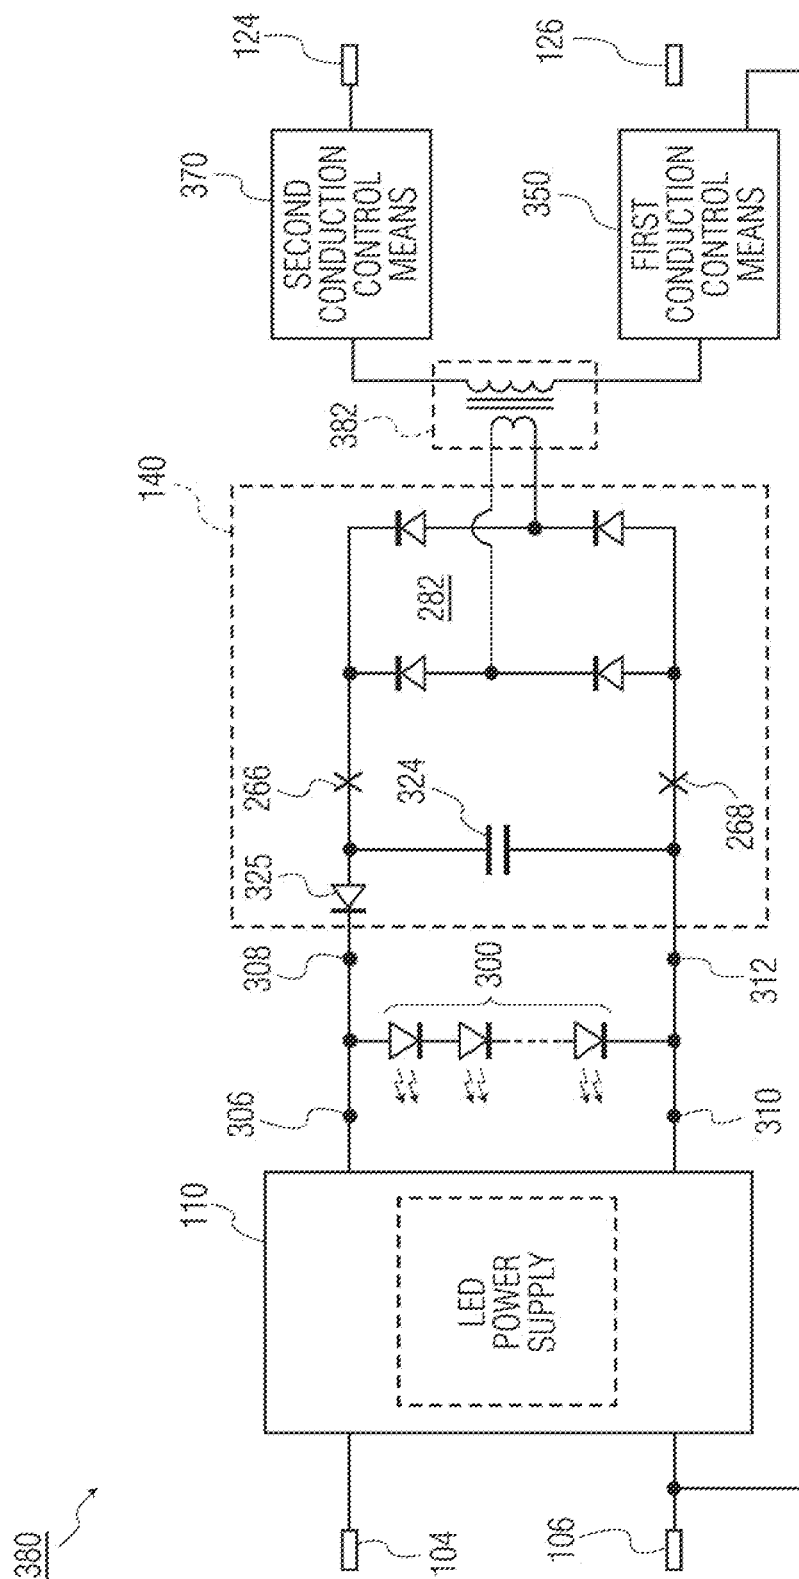 380
104
106
110
LED
POWER
SUPPLY
306
310
300
308
312
325
324
266
268
140
282
382
370
SECOND
CONDUCTION
CONTROL
MEANS
350
FIRST
CONDUCTION
CONTROL
MEANS
124
126